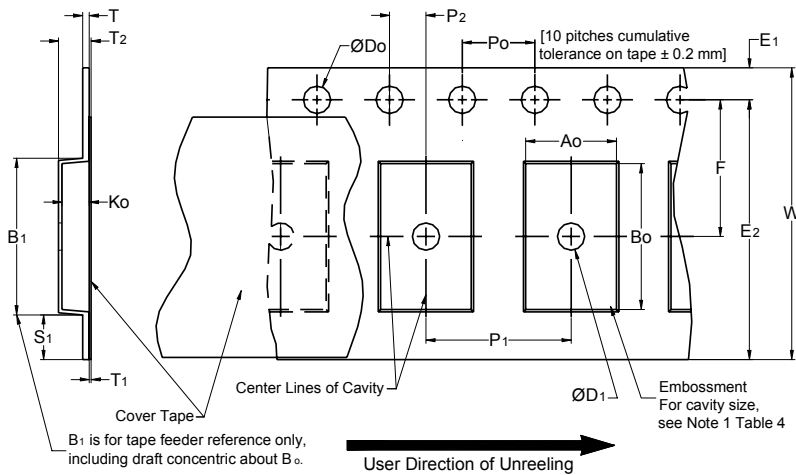 T
T2
P2
ØDo
Po
[10 pitches cumulative
tolerance on tape ± 0.2 mm]
E1
Ao
F
W
Ko
B1
Bo
E2
S1
P1
T1
Center Lines of Cavity
ØD1
Embossment
For cavity size,
see Note 1 Table 4
Cover Tape
B1 is for tape feeder reference only,
including draft concentric about B o.
User Direction of Unreeling